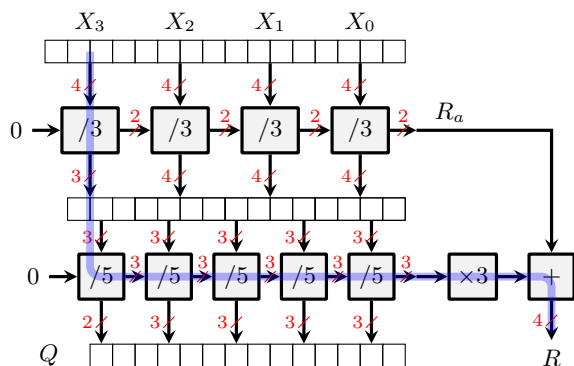 X₃ X₂ X₁ X₀
4 4 4 4
0 /3 2 /3 2 /3 2 /3 2 Rₐ
3 4 4 4
3 3 3 3 3
0 /5 3 /5 3 /5 3 /5 3 /5 3 ×3 +
2 3 3 3 3 4
Q R